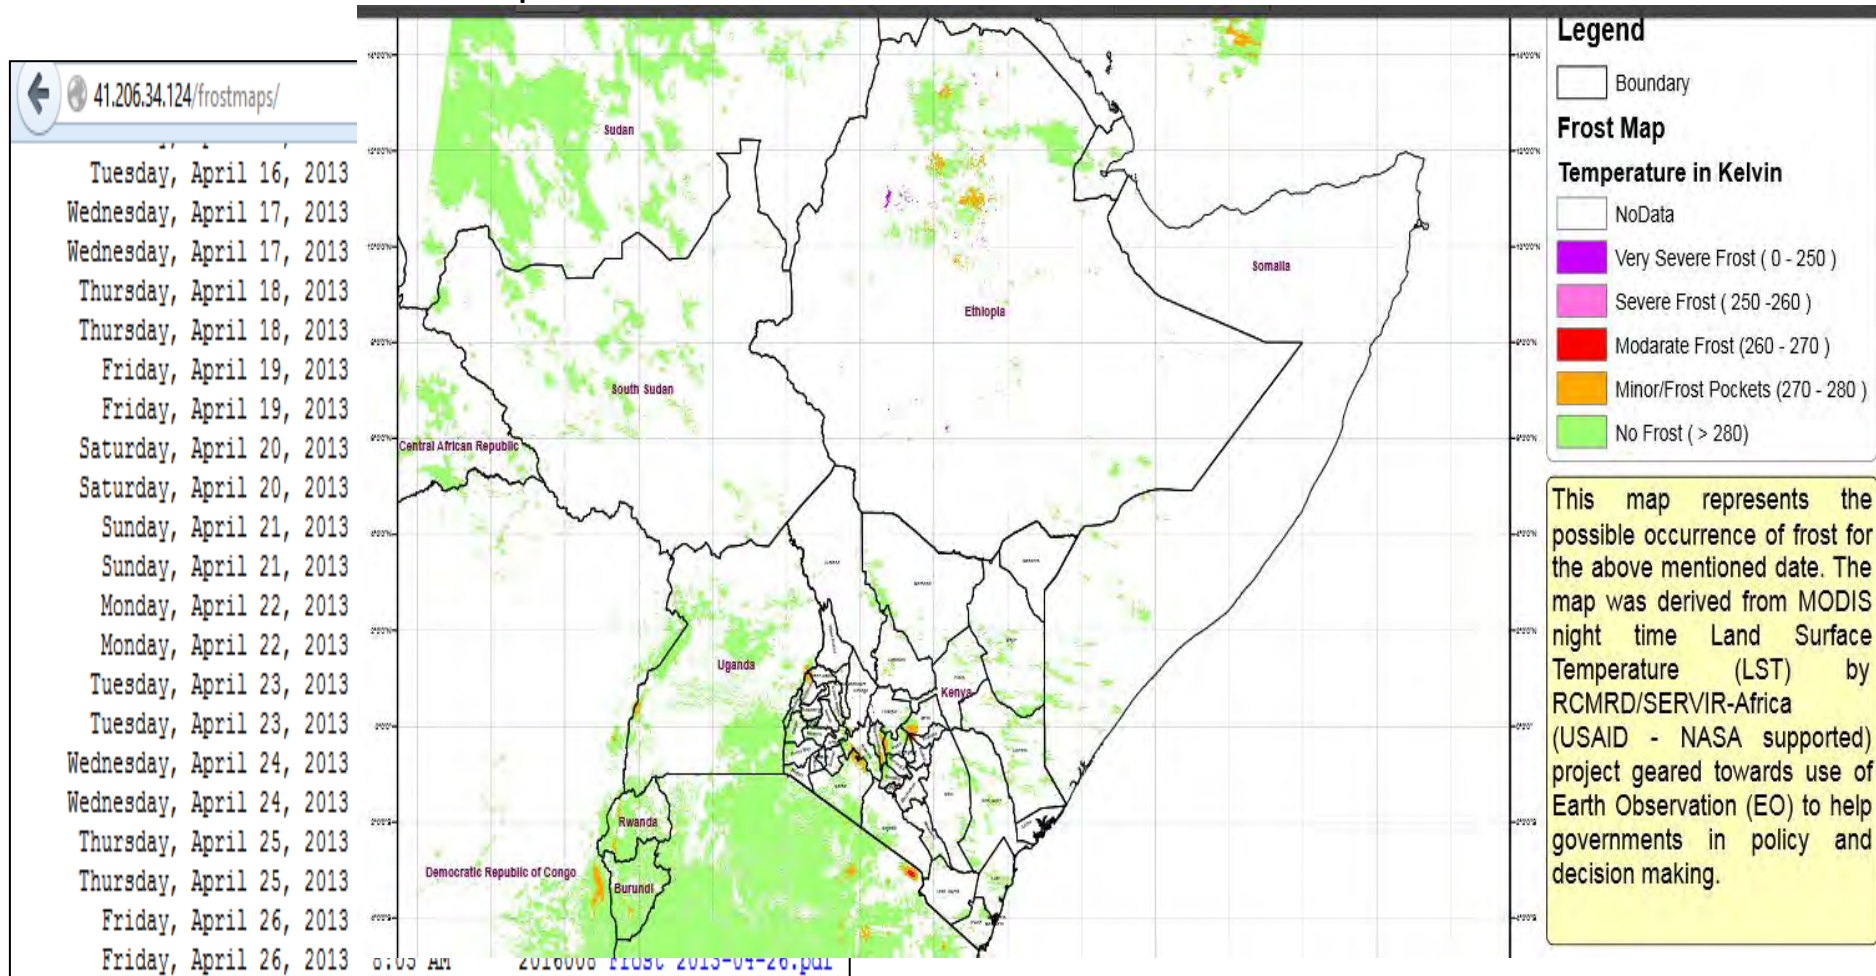 41.206.34.124/frostmaps/
Tuesday, April 16, 2013
Wednesday, April 17, 2013
Wednesday, April 17, 2013
Thursday, April 18, 2013
Thursday, April 18, 2013
Friday, April 19, 2013
Friday, April 19, 2013
Saturday, April 20, 2013
Saturday, April 20, 2013
Sunday, April 21, 2013
Sunday, April 21, 2013
Monday, April 22, 2013
Monday, April 22, 2013
Tuesday, April 23, 2013
Tuesday, April 23, 2013
Wednesday, April 24, 2013
Wednesday, April 24, 2013
Thursday, April 25, 2013
Thursday, April 25, 2013
Friday, April 26, 2013
Friday, April 26, 2013 8:05 AM 2016008 Frost 2013-04-26.pdf
Sudan
Somalia
Ethiopia
South Sudan
Central African Republic
Uganda
Kenya
Rwanda
Democratic Republic of Congo
Burundi
Legend
Boundary
Frost Map
Temperature in Kelvin
NoData
Very Severe Frost ( 0 - 250 )
Severe Frost ( 250 -260 )
Modarate Frost (260 - 270 )
Minor/Frost Pockets (270 - 280 )
No Frost ( > 280)
This map represents the
possible occurrence of frost for
the above mentioned date. The
map was derived from MODIS
night time Land Surface
Temperature (LST) by
RCMRD/SERVIR-Africa
(USAID - NASA supported)
project geared towards use of
Earth Observation (EO) to help
governments in policy and
decision making.